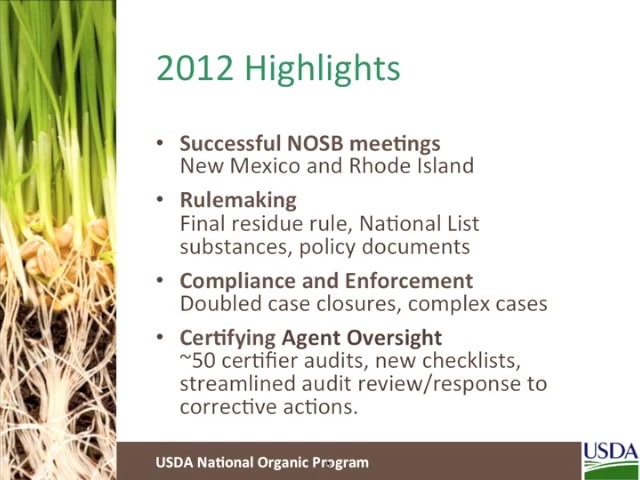 2012 Highlights
• Successful NOSB meetings
New Mexico and Rhode Island
• Rulemaking
Final residue rule, National List
substances, policy documents
• Compliance and Enforcement
Doubled case closures, complex cases
• Certifying Agent Oversight
~50 certifier audits, new checklists,
streamlined audit review/response to
corrective actions.
USDA National Organic Program
USDA